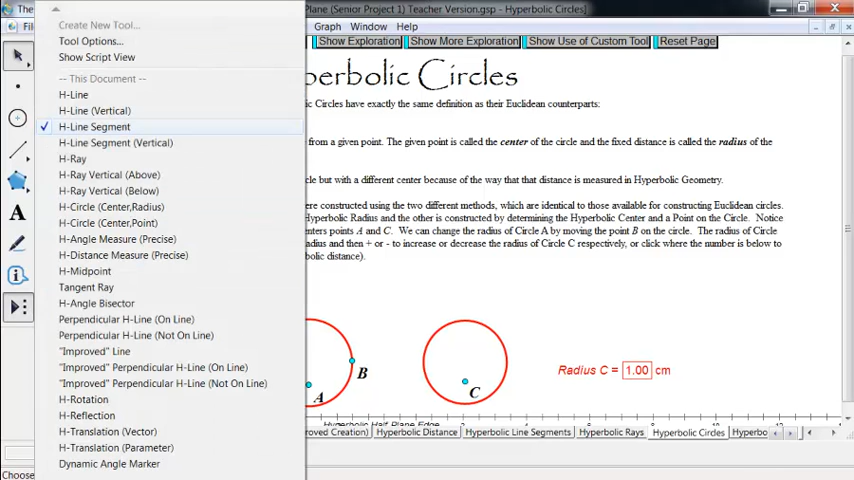 The
Plane (Senior Project 1) Teacher Version.gsp - Hyperbolic Circles]
Fil
Graph Window Help
Create New Tool...
Tool Options...
Show Script View
-- This Document --
H-Line
H-Line (Vertical)
H-Line Segment
H-Line Segment (Vertical)
H-Ray
H-Ray Vertical (Above)
H-Ray Vertical (Below)
H-Circle (Center,Radius)
H-Circle (Center,Point)
H-Angle Measure (Precise)
H-Distance Measure (Precise)
H-Midpoint
Tangent Ray
H-Angle Bisector
Perpendicular H-Line (On Line)
Perpendicular H-Line (Not On Line)
"Improved" Line
"Improved" Perpendicular H-Line (On Line)
"Improved" Perpendicular H-Line (Not On Line)
H-Rotation
H-Reflection
H-Translation (Vector)
H-Translation (Parameter)
Dynamic Angle Marker
A
Choose
Show Exploration Show More Exploration Show Use of Custom Tool Reset Page
perbolic Circles
c Circles have exactly the same definition as their Euclidean counterparts:
from a given point. The given point is called the center of the circle and the fixed distance is called the radius of the
cle but with a different center because of the way that that distance is measured in Hyperbolic Geometry.
ere constructed using the two different methods, which are identical to those available for constructing Euclidean circles.
Hyperbolic Radius and the other is constructed by determining the Hyperbolic Center and a Point on the Circle. Notice
enters points A and C. We can change the radius of Circle A by moving the point B on the circle. The radius of Circle
adius and then + or - to increase or decrease the radius of Circle C respectively, or click where the number is below to
bolic distance).
B
A
C
Radius C = 1.00 cm
Hyperbolic Half Plane Edge
roved Creation) Hyperbolic Distance Hyperbolic Line Segments Hyperbolic Rays Hyperbolic Circles Hyperbo